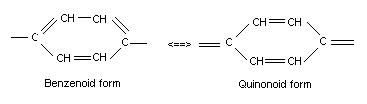 CH — CH CH = CH
— C C — <==> = C C =
CH = CH CH = CH
Benzenoid form Quinonoid form